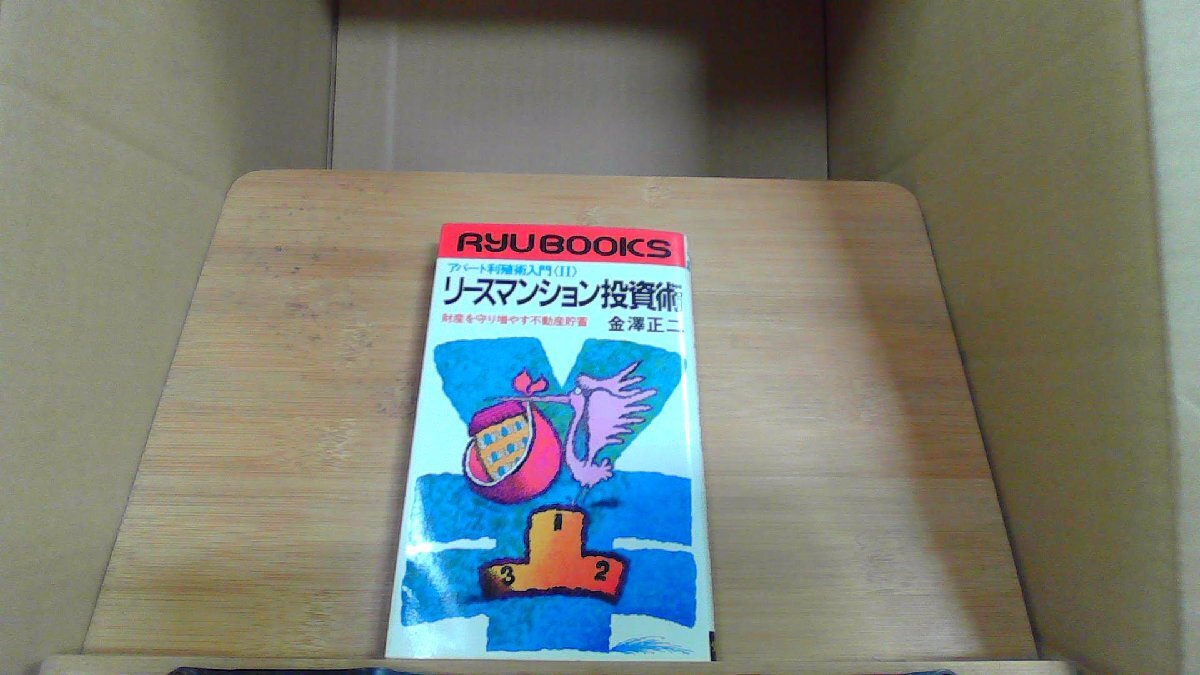 RYU BOOKS
アパート利殖術入門〈II〉
リースマンション投資術
財産を守り増やす不動産貯蓄 金澤正二
1
3 2